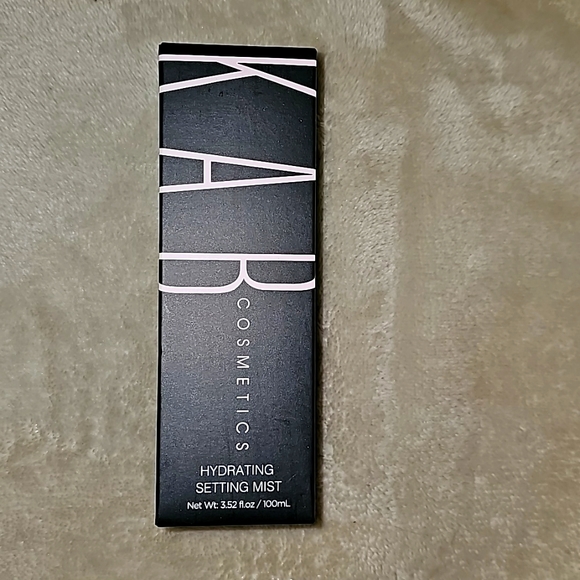 KAB
COSMETICS
HYDRATING
SETTING MIST
Net Wt: 3.52 fl.oz / 100mL